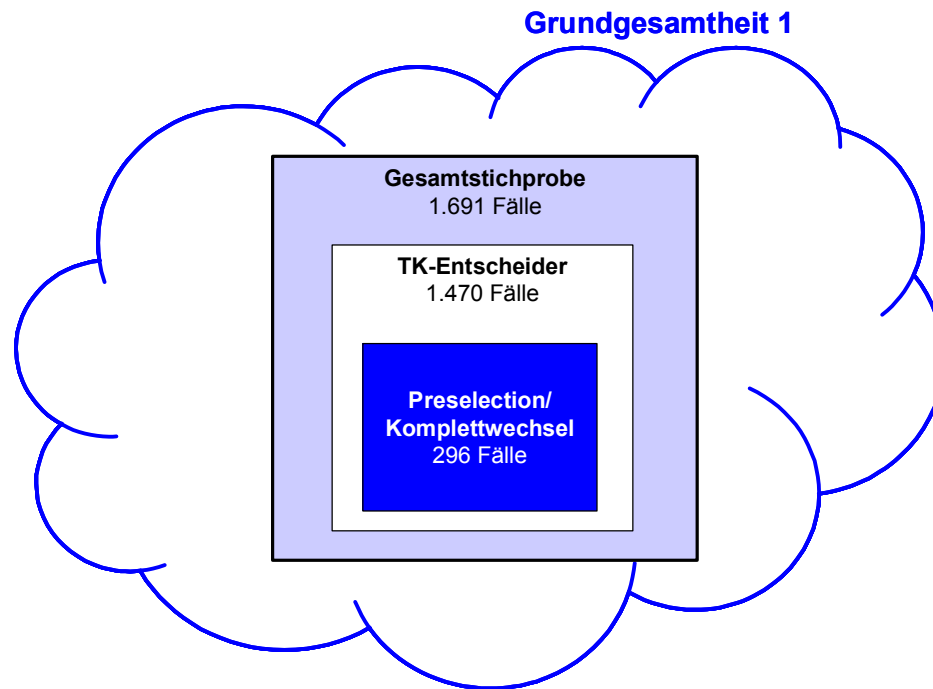 Grundgesamtheit 1
Gesamtstichprobe
1.691 Fälle
TK-Entscheider
1.470 Fälle
Preselection/
Komplettwechsel
296 Fälle